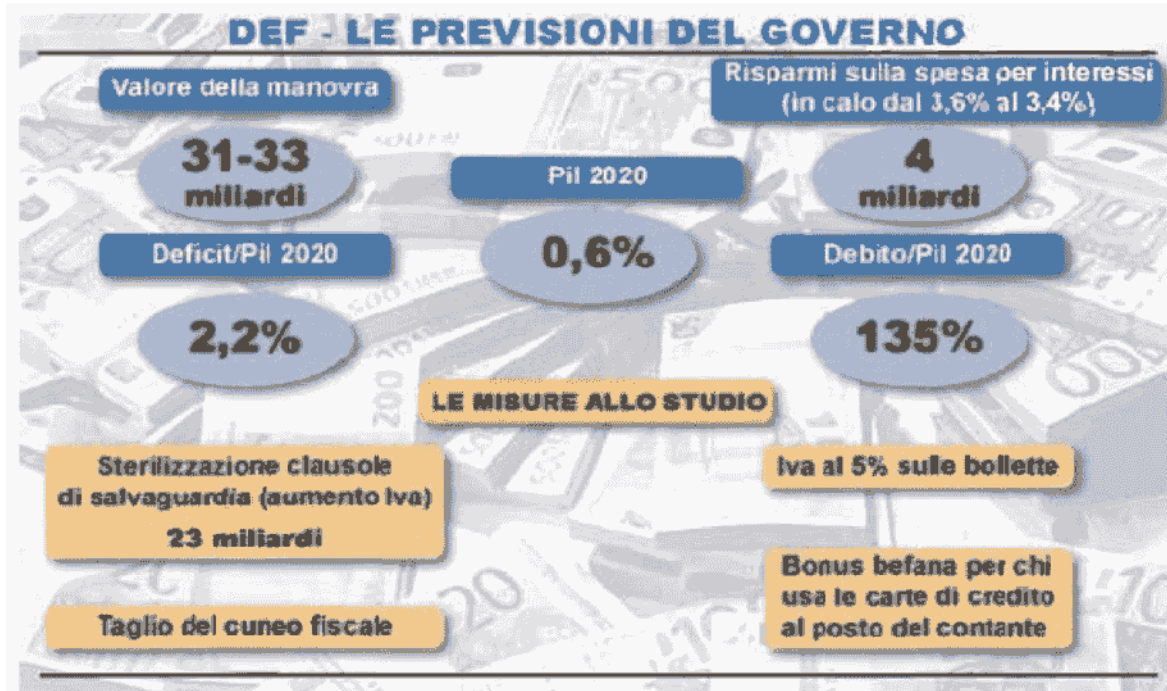 DEF - LE PREVISIONI DEL GOVERNO
Valore della manovra
31-33
miliardi
Risparmi sulla spesa per interessi
(in calo dal 3,6% al 3,4%)
4
miliardi
Pil 2020
0,6%
Deficit/Pil 2020
2,2%
Debito/Pil 2020
135%
LE MISURE ALLO STUDIO
Sterilizzazione clausole
di salvaguardia (aumento Iva)
23 miliardi
Iva al 5% sulle bollette
Taglio del cuneo fiscale
Bonus befana per chi
usa le carte di credito
al posto del contante